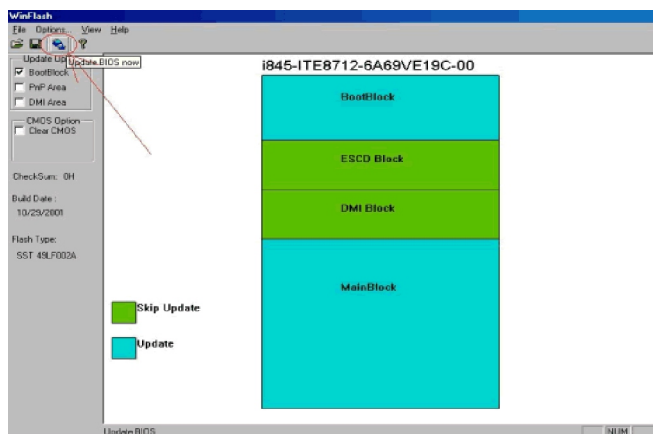 WinFlash
File Options View Help
Update BIOS now
BootBlock
PnP Area
DMI Area
CMOS Option
Clear CMOS
CheckSum: 0H
Build Date :
10/29/2001
Flash Type:
SST 49LF002A
i845-ITE8712-6A69VE19C-00
BootBlock
ESCD Block
DMI Block
MainBlock
Skip Update
Update
Update BIOS
NUM